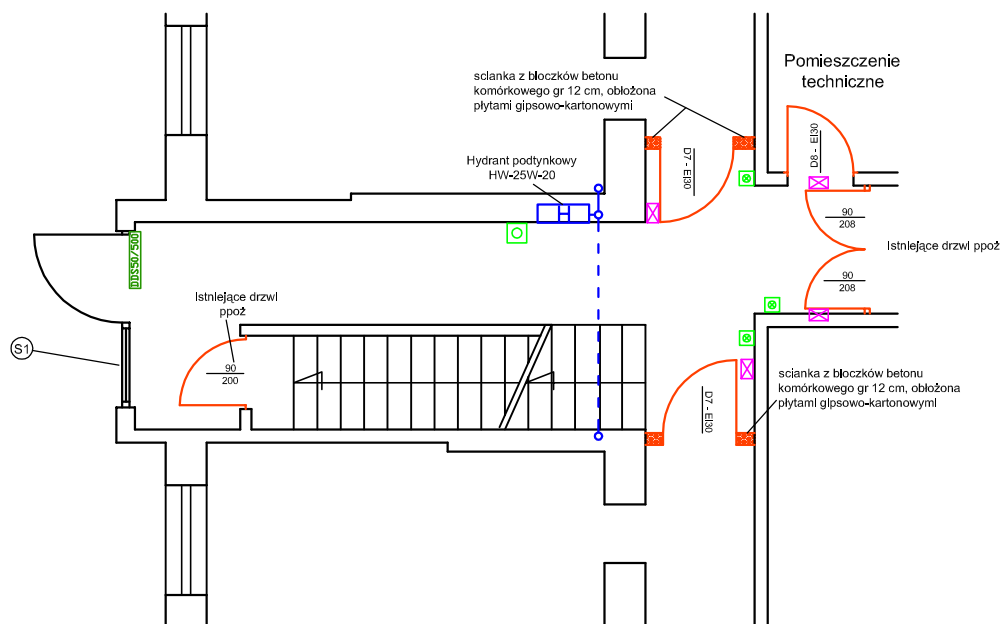 Pomieszczenie
techniczne
scianka z bloczków betonu
komórkowego gr 12 cm, obłożona
płytami gipsowo-kartonowymi
Hydrant podtynkowy
HW-25W-20
D7 - EI30
D8 - EI30
90
208
Istniejące drzwi ppoż
90
208
DDS50/500
Istniejące drzwi
ppoż
S1
90
200
D7 - EI30
scianka z bloczków betonu
komórkowego gr 12 cm, obłożona
płytami gipsowo-kartonowymi